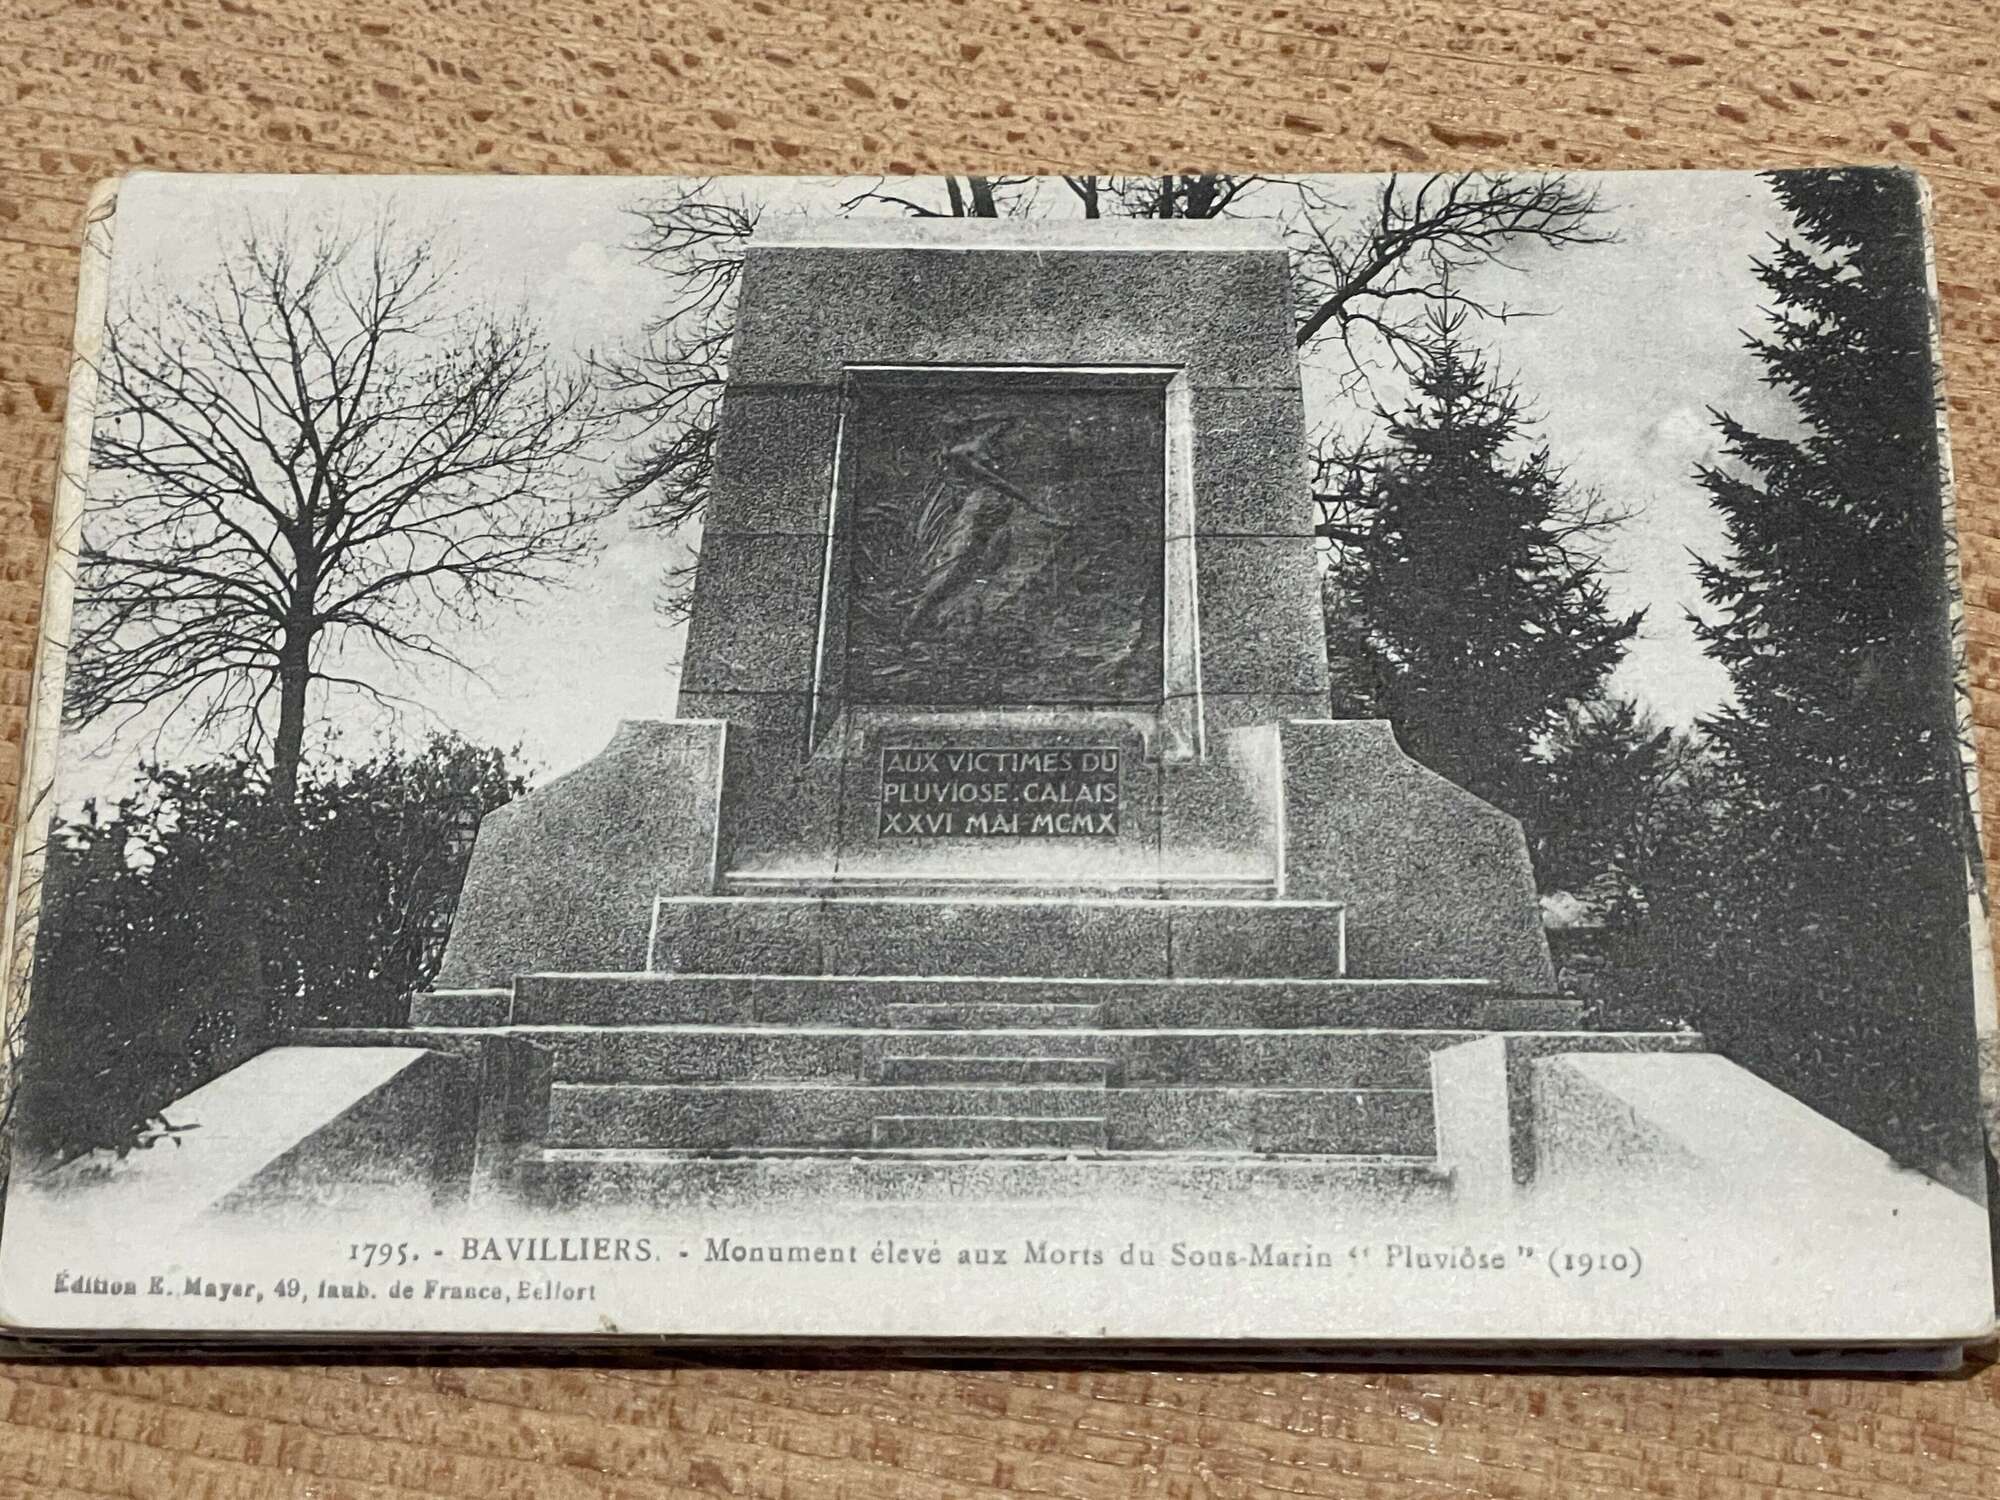 AUX VICTIMES DU
PLUVIOSE. CALAIS
XXVI MAI MCMX
1795. - BAVILLIERS. - Monument élevé aux Morts du Sous-Marin “ Pluviôse ” (1910)
Édition E. Mayer, 49, faub. de France, Belfort